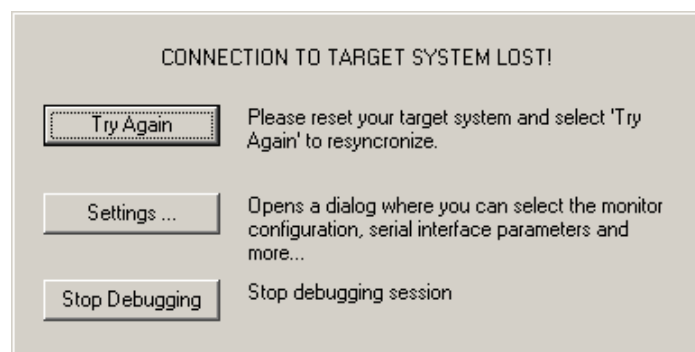 CONNECTION TO TARGET SYSTEM LOST!
Try Again
Please reset your target system and select 'Try
Again' to resyncronize.
Settings ...
Opens a dialog where you can select the monitor
configuration, serial interface parameters and
more...
Stop Debugging
Stop debugging session